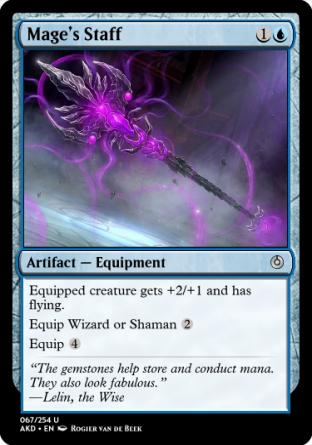 Mage's Staff 1
Artifact — Equipment
Equipped creature gets +2/+1 and has
flying.
Equip Wizard or Shaman 2
Equip 4
"The gemstones help store and conduct mana.
They also look fabulous."
—Lelin, the Wise
067/254 U
AKD • EN Rogier van de Beek